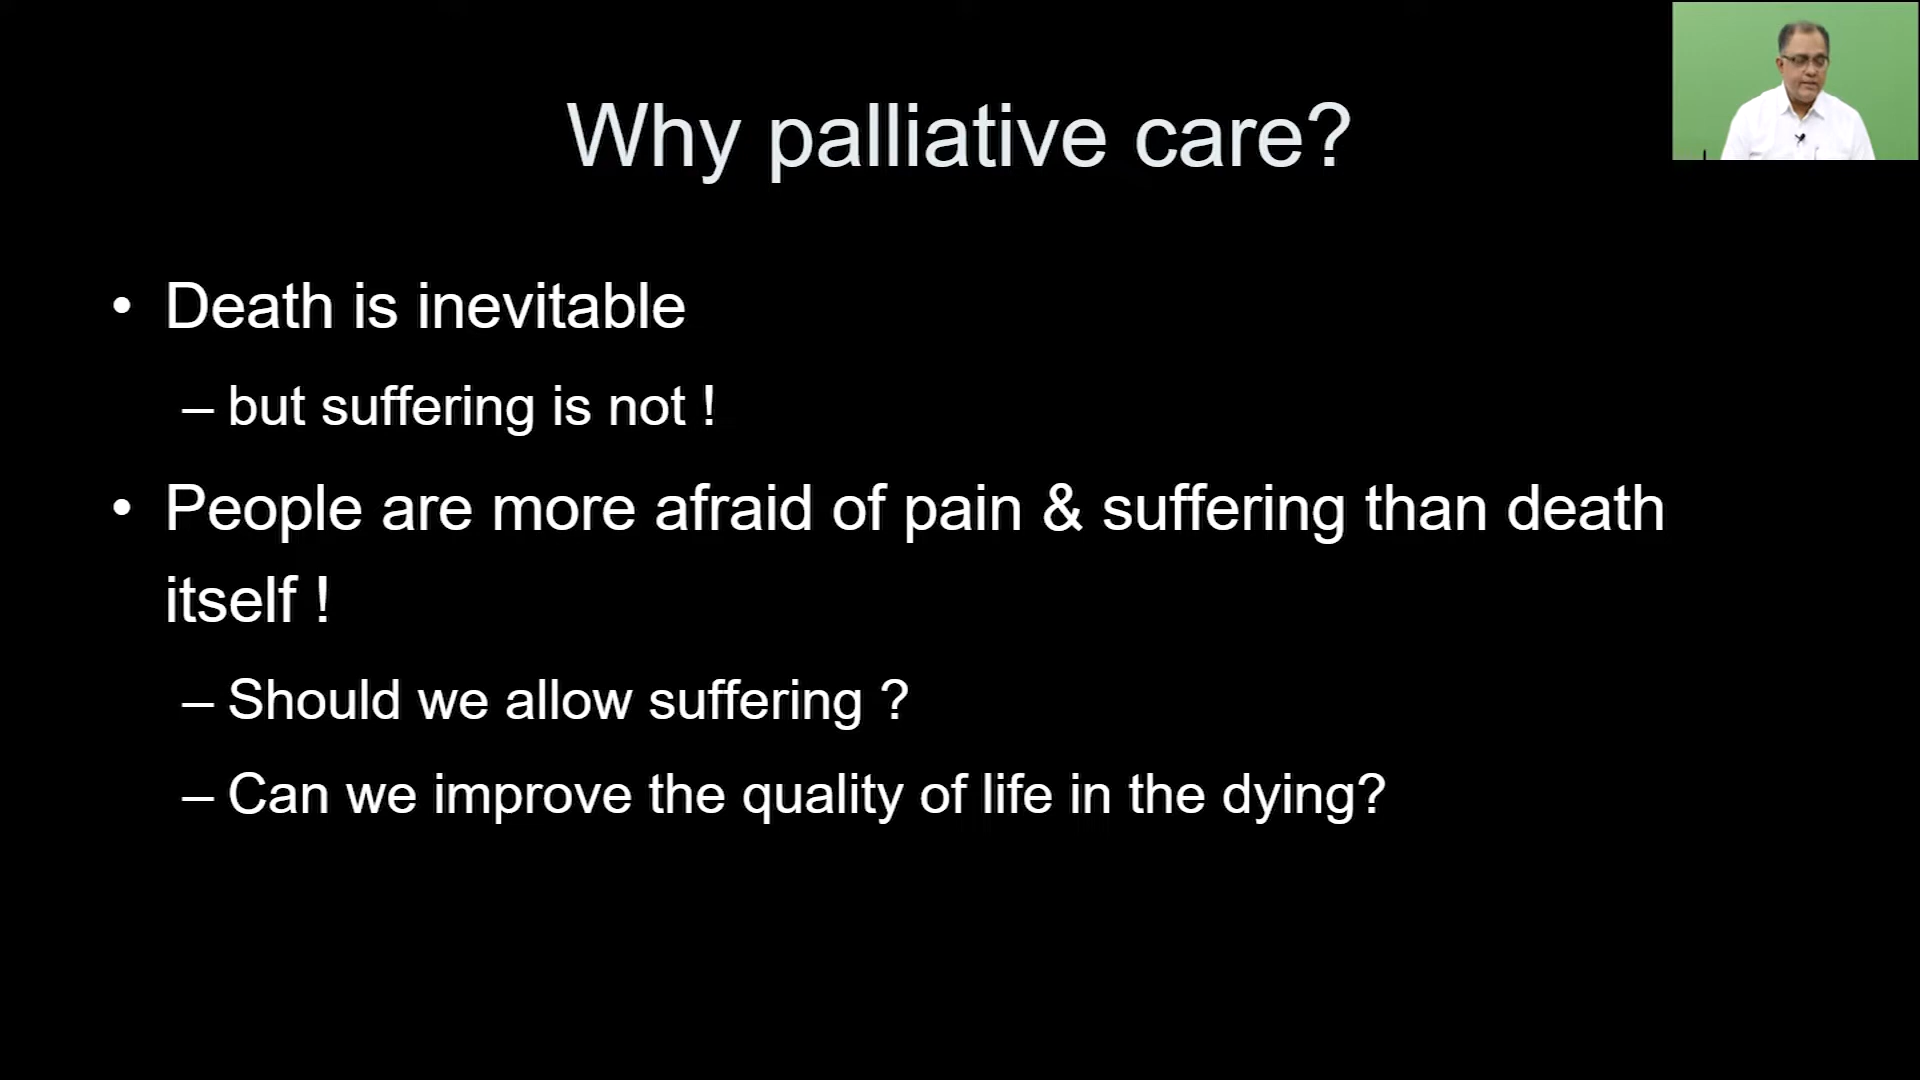 Why palliative care?
• Death is inevitable
– but suffering is not !
• People are more afraid of pain & suffering than death
itself !
– Should we allow suffering ?
– Can we improve the quality of life in the dying?